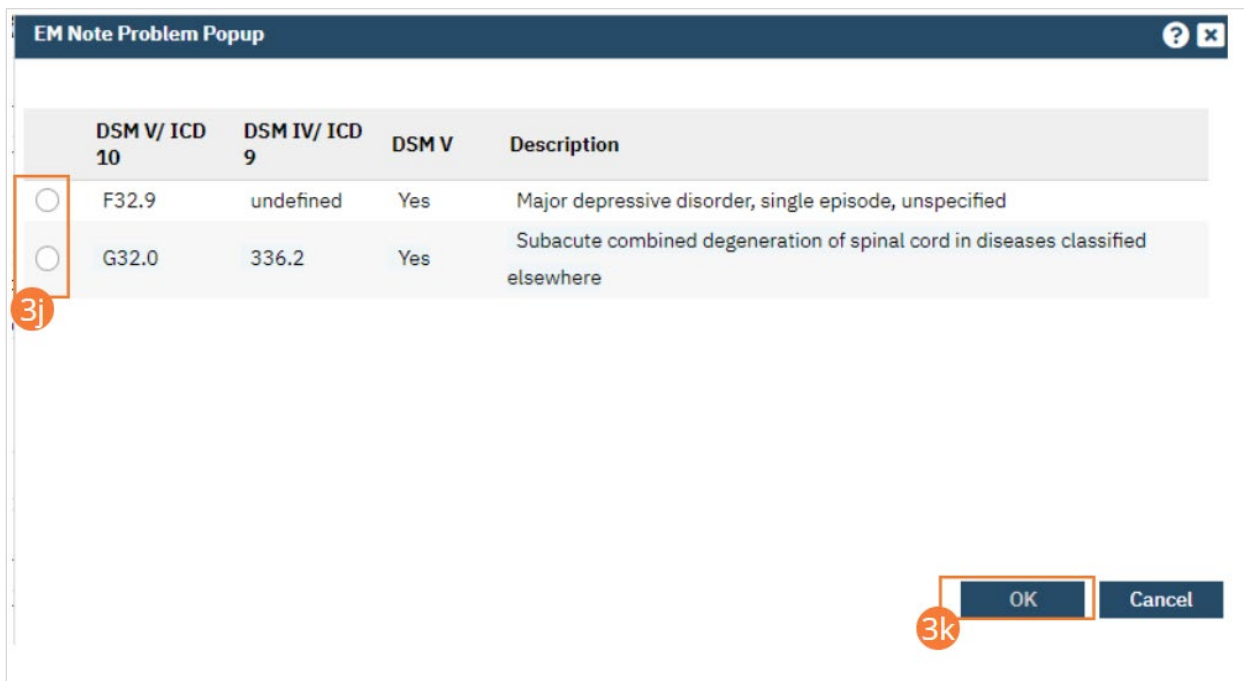 EM Note Problem Popup ?
DSM V/ ICD 10 DSM IV/ ICD 9 DSM V Description
F32.9 undefined Yes Major depressive disorder, single episode, unspecified
G32.0 336.2 Yes Subacute combined degeneration of spinal cord in diseases classified
elsewhere
3j
OK Cancel
3k